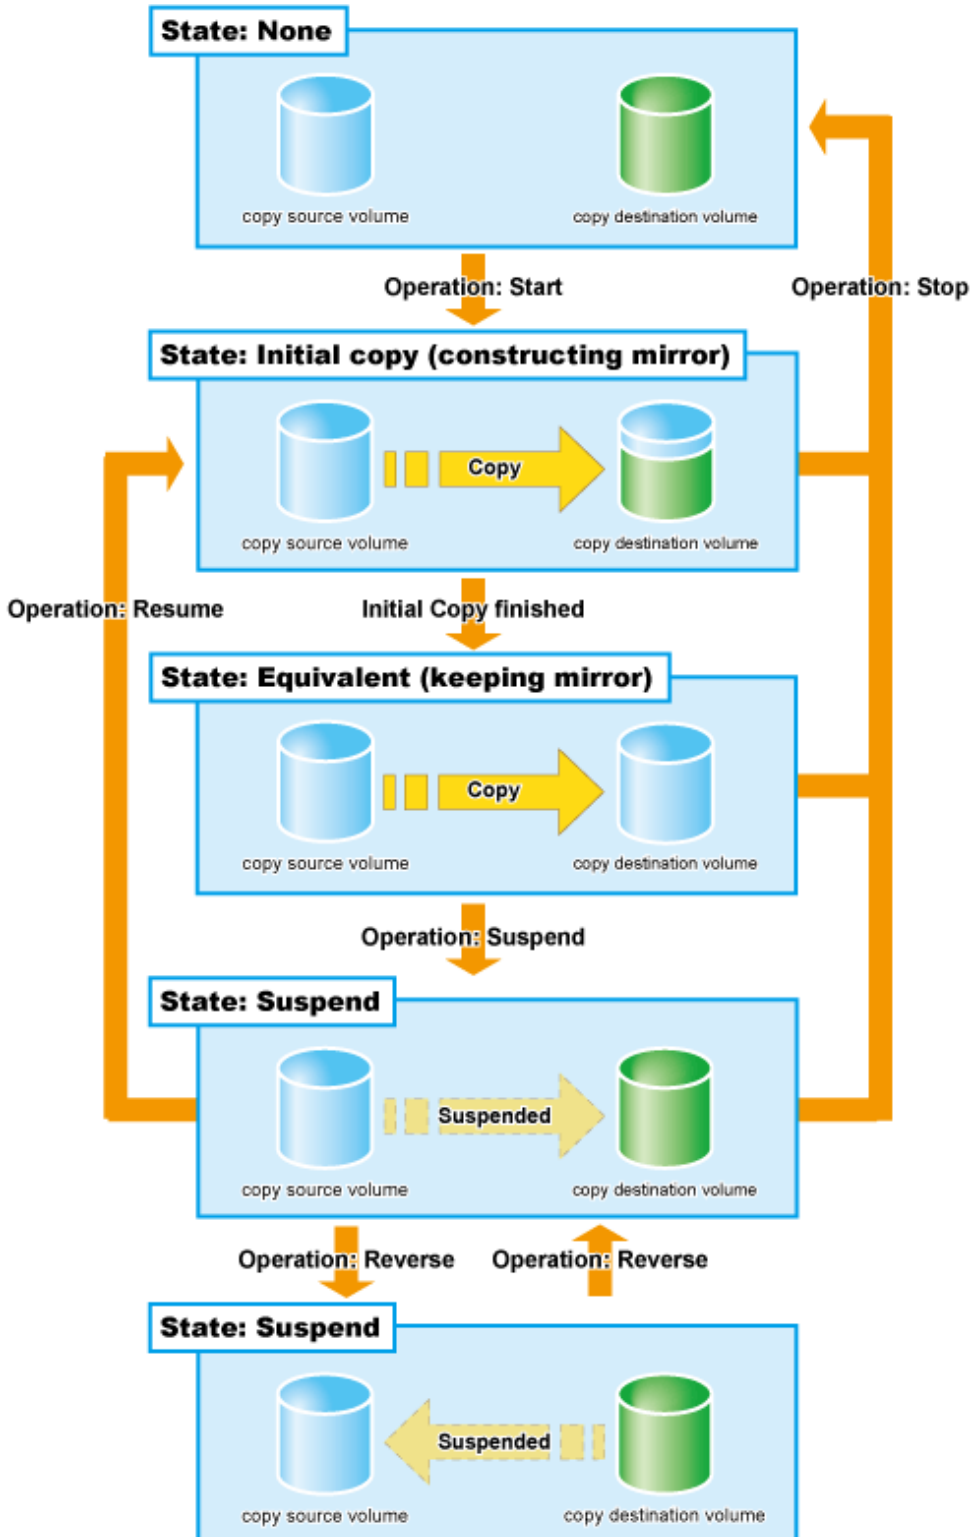 State: None
copy source volume
copy destination volume
Operation: Start
Operation: Stop
State: Initial copy (constructing mirror)
Copy
copy source volume
copy destination volume
Operation: Resume
Initial Copy finished
State: Equivalent (keeping mirror)
Copy
copy source volume
copy destination volume
Operation: Suspend
State: Suspend
Suspended
copy source volume
copy destination volume
Operation: Reverse
Operation: Reverse
State: Suspend
Suspended
copy source volume
copy destination volume